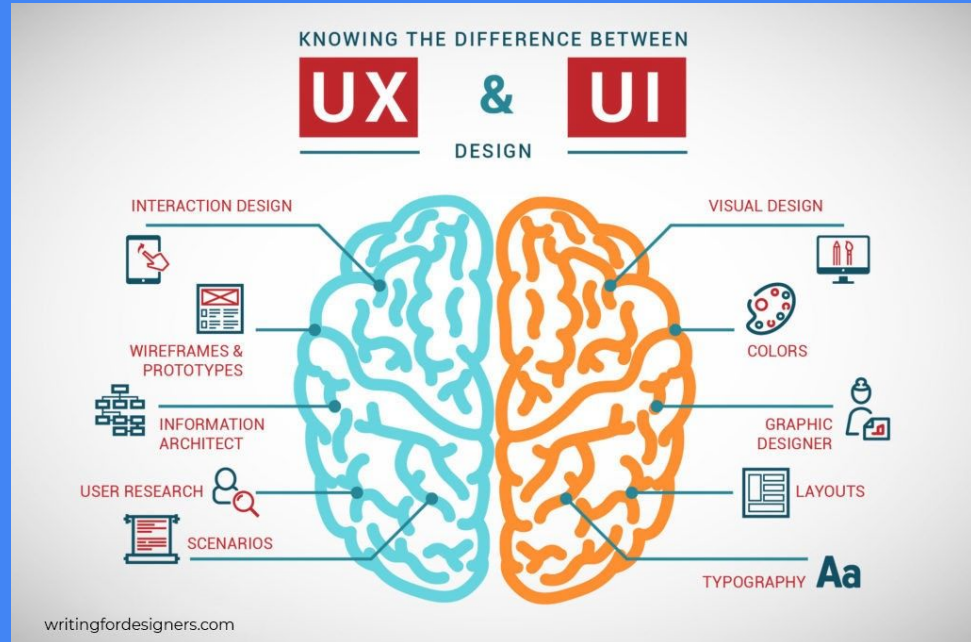 KNOWING THE DIFFERENCE BETWEEN
UX & UI
DESIGN
INTERACTION DESIGN
WIREFRAMES &
PROTOTYPES
INFORMATION
ARCHITECT
USER RESEARCH
SCENARIOS
VISUAL DESIGN
COLORS
GRAPHIC
DESIGNER
LAYOUTS
TYPOGRAPHY Aa
writingfordesigners.com